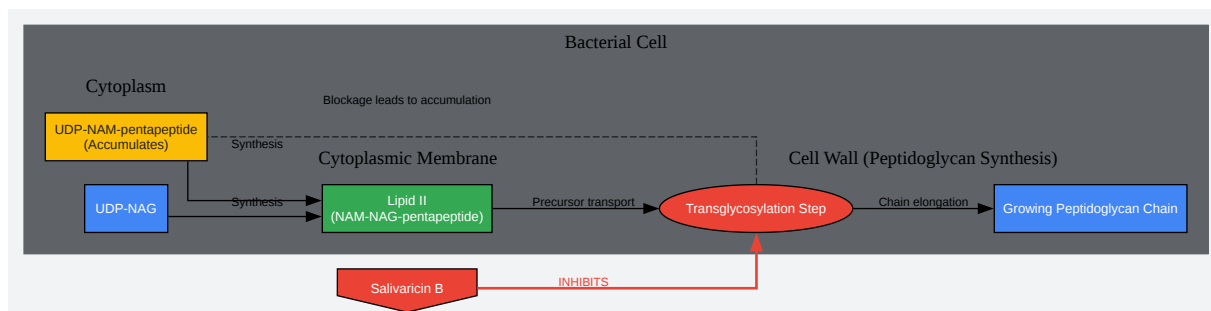 Bacterial Cell
Cytoplasm
Blockage leads to accumulation
UDP-NAM-pentapeptide
(Accumulates)
Synthesis
Cytoplasmic Membrane
Cell Wall (Peptidoglycan Synthesis)
UDP-NAG
Synthesis
Lipid II
(NAM-NAG-pentapeptide)
Precursor transport
Transglycosylation Step
Chain elongation
Growing Peptidoglycan Chain
Salivaricin B
INHIBITS